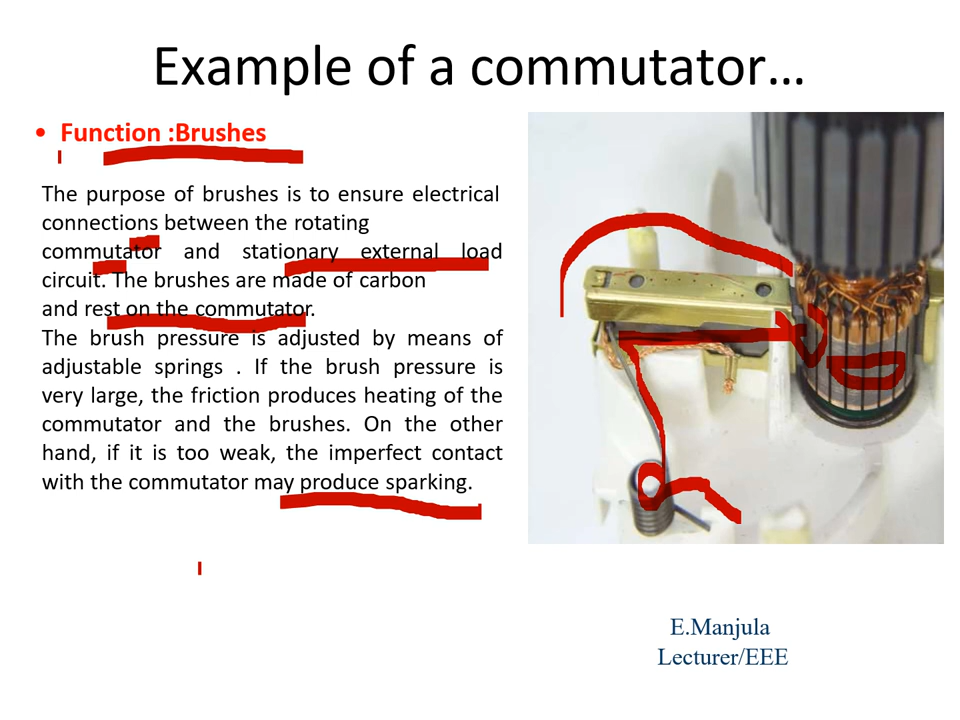 Example of a commutator…
• Function :Brushes
The purpose of brushes is to ensure electrical
connections between the rotating
commutator and stationary external load
circuit. The brushes are made of carbon
and rest on the commutator.
The brush pressure is adjusted by means of
adjustable springs . If the brush pressure is
very large, the friction produces heating of the
commutator and the brushes. On the other
hand, if it is too weak, the imperfect contact
with the commutator may produce sparking.
E.Manjula
Lecturer/EEE